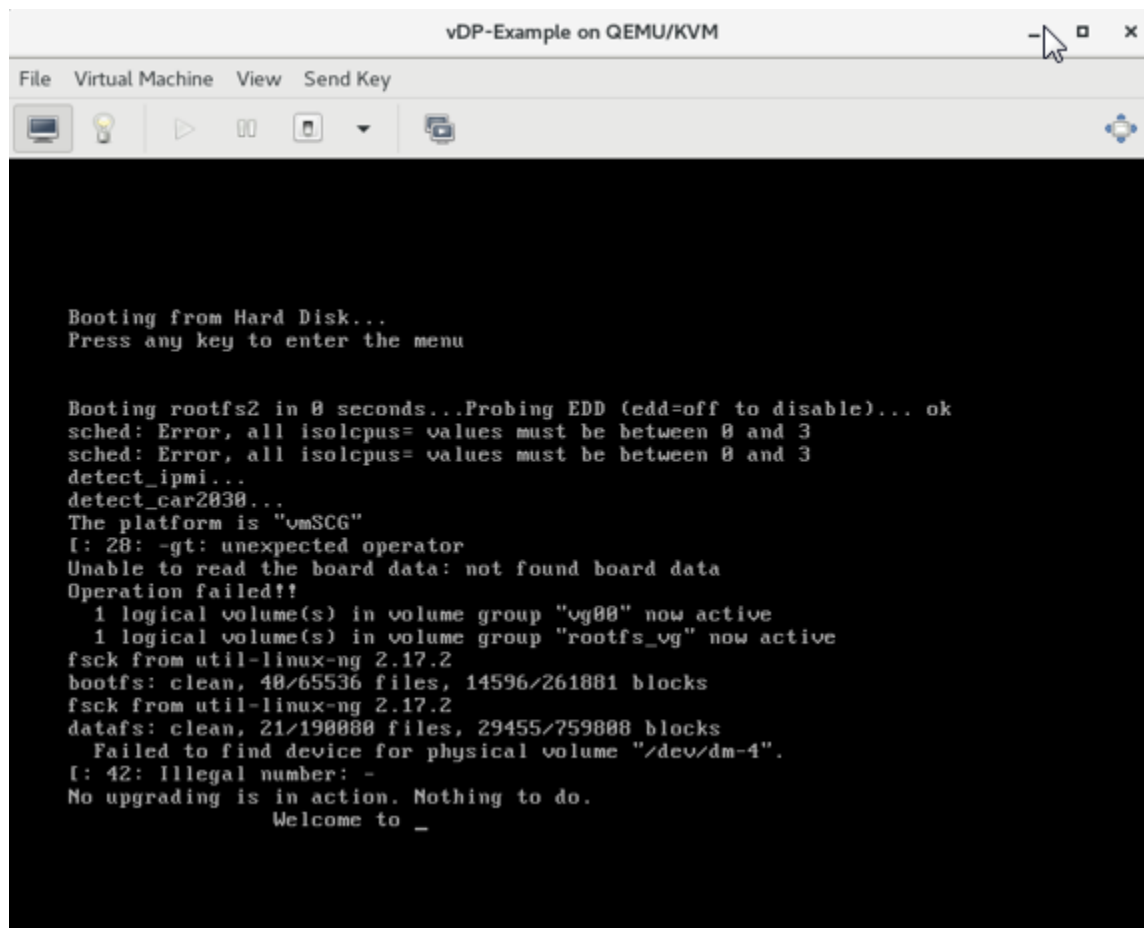 vDP-Example on QEMU/KVM
File Virtual Machine View Send Key
Booting from Hard Disk...
Press any key to enter the menu
Booting rootfs2 in 0 seconds...Probing EDD (edd=off to disable)... ok
sched: Error, all isolcpus= values must be between 0 and 3
sched: Error, all isolcpus= values must be between 0 and 3
detect_ipmi...
detect_car2030...
The platform is "vmSCG"
[: 28: -gt: unexpected operator
Unable to read the board data: not found board data
Operation failed!!
1 logical volume(s) in volume group "vg00" now active
1 logical volume(s) in volume group "rootfs_vg" now active
fsck from util-linux-ng 2.17.2
bootfs: clean, 40/65536 files, 14596/261881 blocks
fsck from util-linux-ng 2.17.2
datafs: clean, 21/190080 files, 29455/759808 blocks
Failed to find device for physical volume "/dev/dm-4".
[: 42: Illegal number: -
No upgrading is in action. Nothing to do.
Welcome to _